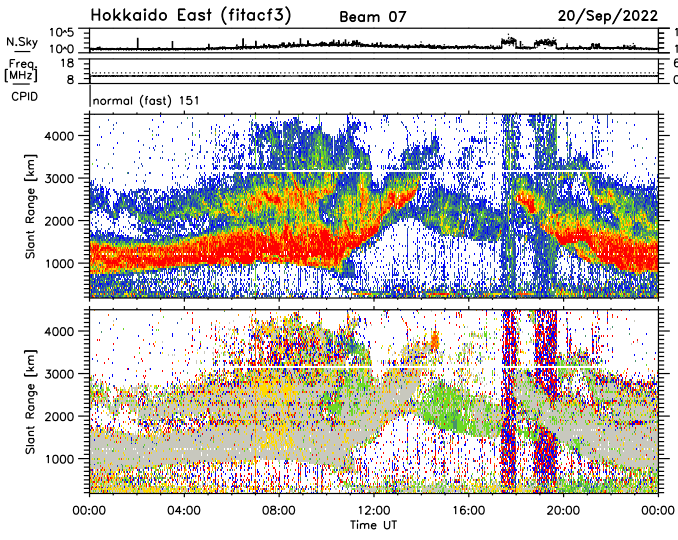 Hokkaido East (fitacf3) Beam 07 20/Sep/2022
N.Sky 10^5 10^0
Freq. [MHz] 18 8
CPID normal (fast) 151
Slant Range [km] 4000 3000 2000 1000
Slant Range [km] 4000 3000 2000 1000
00:00 04:00 08:00 12:00 16:00 20:00 00:00
Time UT